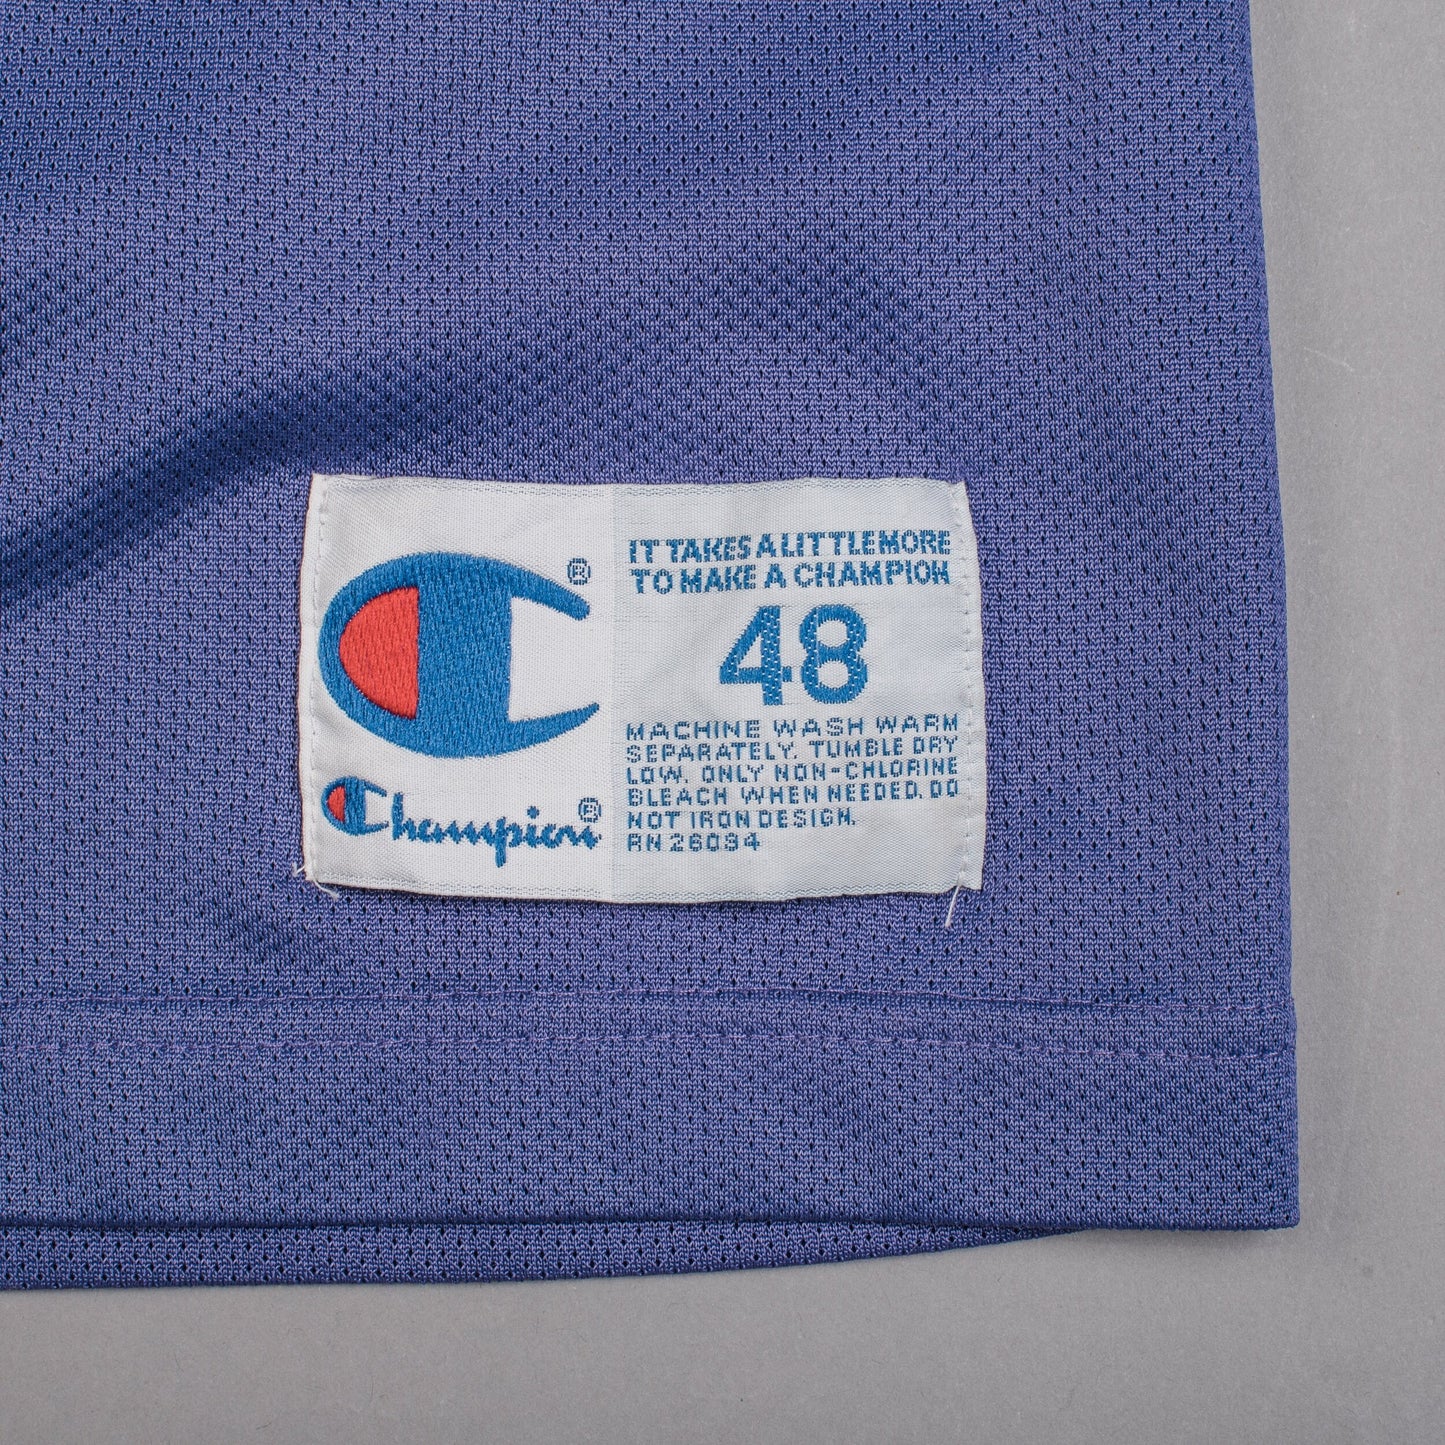 ®
Champion®
IT TAKES A LITTLE MORE
TO MAKE A CHAMPION
48
MACHINE WASH WARM
SEPARATELY. TUMBLE DRY
LOW. ONLY NON-CHLORINE
BLEACH WHEN NEEDED. DO
NOT IRON DESIGN.
RN 26094